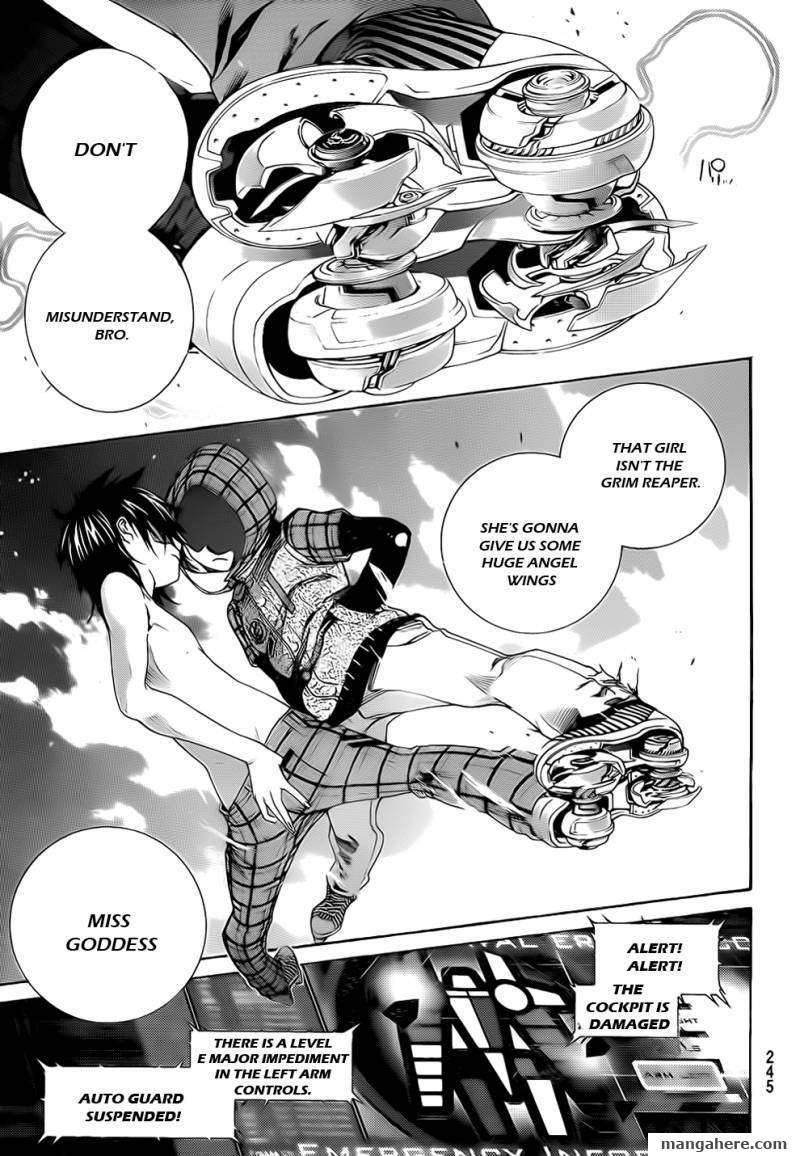 DON'T
パ...
MISUNDERSTAND,
BRO.
THAT GIRL
ISN'T THE
GRIM REAPER.
SHE'S GONNA
GIVE US SOME
HUGE ANGEL
WINGS
MISS
GODDESS
ALERT!
ALERT!
THE
COCKPIT IS
DAMAGED
THERE IS A LEVEL
E MAJOR IMPEDIMENT
IN THE LEFT ARM
CONTROLS.
AUTO GUARD
SUSPENDED!
EMERGENCY
245
mangahere.com